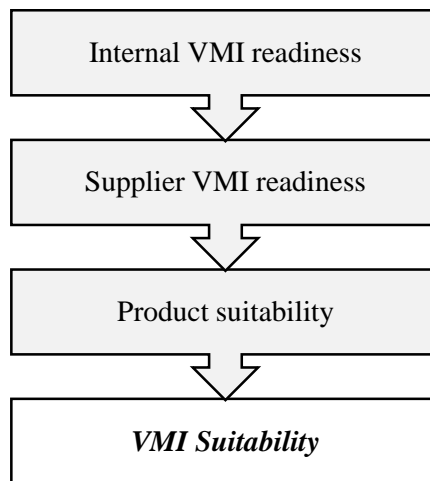 Internal VMI readiness
Supplier VMI readiness
Product suitability
VMI Suitability